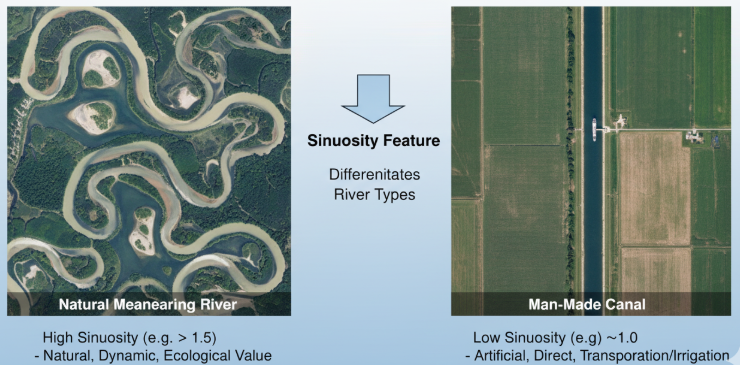 Sinuosity Feature
Differenitates
River Types
Natural Meanearing River
Man-Made Canal
High Sinuosity (e.g. > 1.5)
- Natural, Dynamic, Ecological Value
Low Sinuosity (e.g) ~1.0
- Artificial, Direct, Transporation/Irrigation